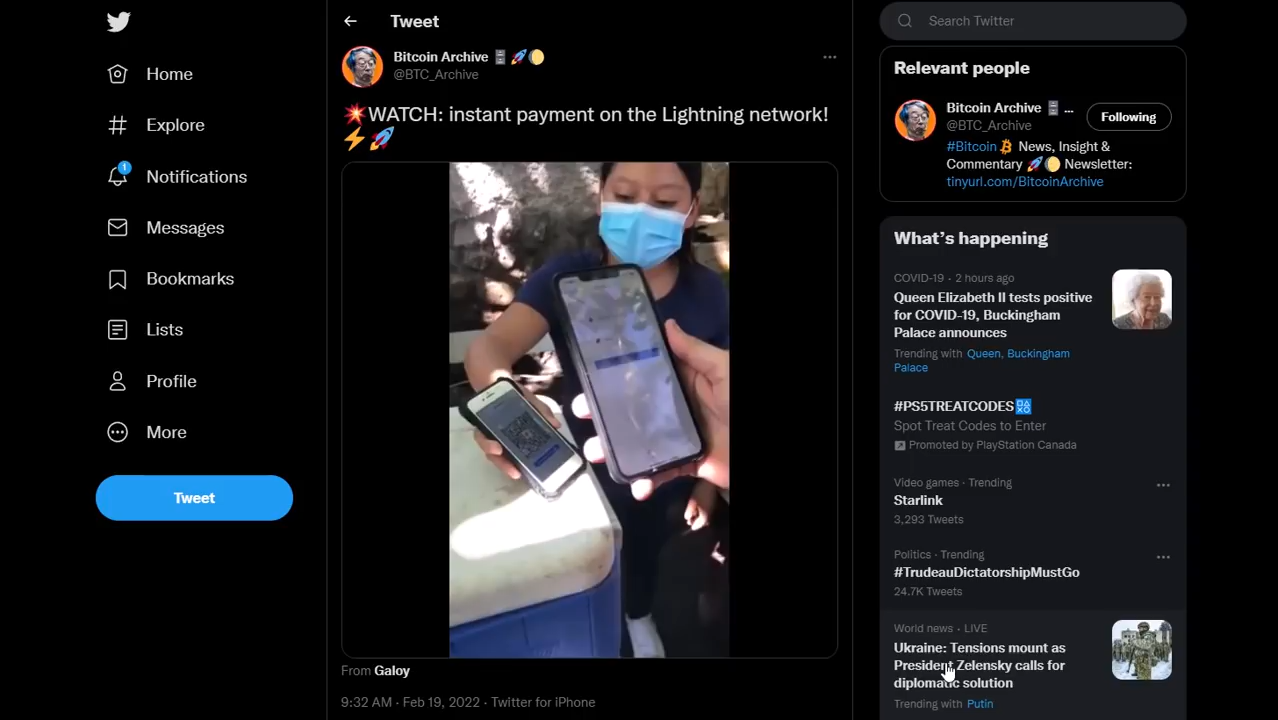 Home
Explore
1
Notifications
Messages
Bookmarks
Lists
Profile
More
Tweet
Tweet
Bitcoin Archive 🗄️ 🚀🌔
@BTC_Archive
💥WATCH: instant payment on the Lightning network!
⚡🚀
From Galoy
9:32 AM · Feb 19, 2022 · Twitter for iPhone
Search Twitter
Relevant people
Bitcoin Archive 🗄️ ...
@BTC_Archive
Following
#Bitcoin News, Insight &
Commentary 🚀🌔 Newsletter:
tinyurl.com/BitcoinArchive
What's happening
COVID-19 · 2 hours ago
Queen Elizabeth II tests positive
for COVID-19, Buckingham
Palace announces
Trending with Queen, Buckingham
Palace
#PS5TREATCODES
Spot Treat Codes to Enter
Promoted by PlayStation Canada
Video games · Trending
Starlink
3,293 Tweets
Politics · Trending
#TrudeauDictatorshipMustGo
24.7K Tweets
World news · LIVE
Ukraine: Tensions mount as
President Zelensky calls for
diplomatic solution
Trending with Putin